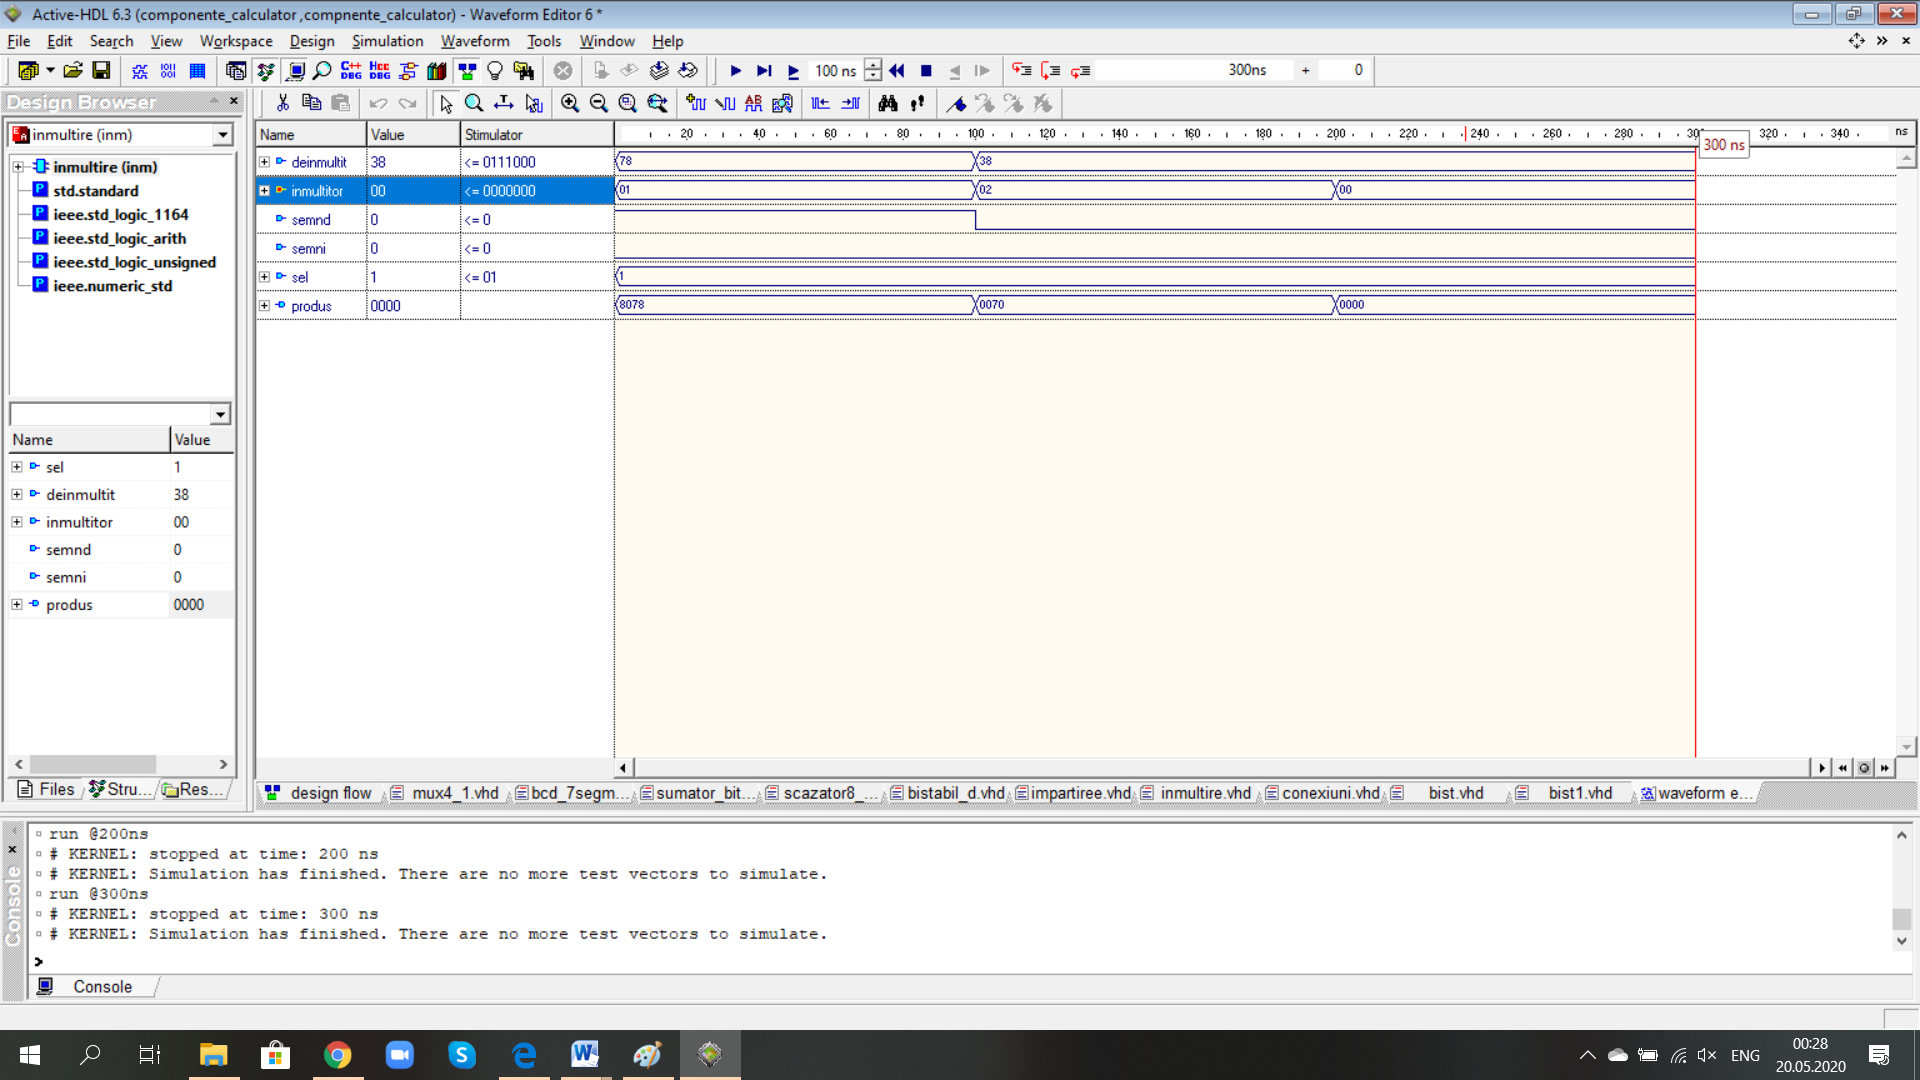 Active-HDL 6.3 (componente_calculator ,compnente_calculator) - Waveform Editor 6 *
File Edit Search View Workspace Design Simulation Waveform Tools Window Help
C++ DBG HCC DBG 100 ns 300ns + 0
Design Browser
inmultire (inm)
inmultire (inm)
std.standard
ieee.std_logic_1164
ieee.std_logic_arith
ieee.std_logic_unsigned
ieee.numeric_std
Name Value
sel 1
deinmultit 38
inmultitor 00
semnd 0
semni 0
produs 0000
Files Stru... Res...
Name Value Stimulator 20 40 60 80 100 120 140 160 180 200 220 240 260 280 320 340 ns
300 ns
deinmultit 38 <= 0111000 78 38
inmultitor 00 <= 0000000 01 02 00
semnd 0 <= 0
semni 0 <= 0
sel 1 <= 01 1
produs 0000 8078 0070 0000
design flow mux4_1.vhd bcd_7segm... sumator_bit... scazator8_... bistabil_d.vhd impartiree.vhd inmultire.vhd conexiuni.vhd bist.vhd bist1.vhd waveform e...
run @200ns
# KERNEL: stopped at time: 200 ns
# KERNEL: Simulation has finished. There are no more test vectors to simulate.
run @300ns
# KERNEL: stopped at time: 300 ns
# KERNEL: Simulation has finished. There are no more test vectors to simulate.
>
Console
Console
ENG
00:28
20.05.2020